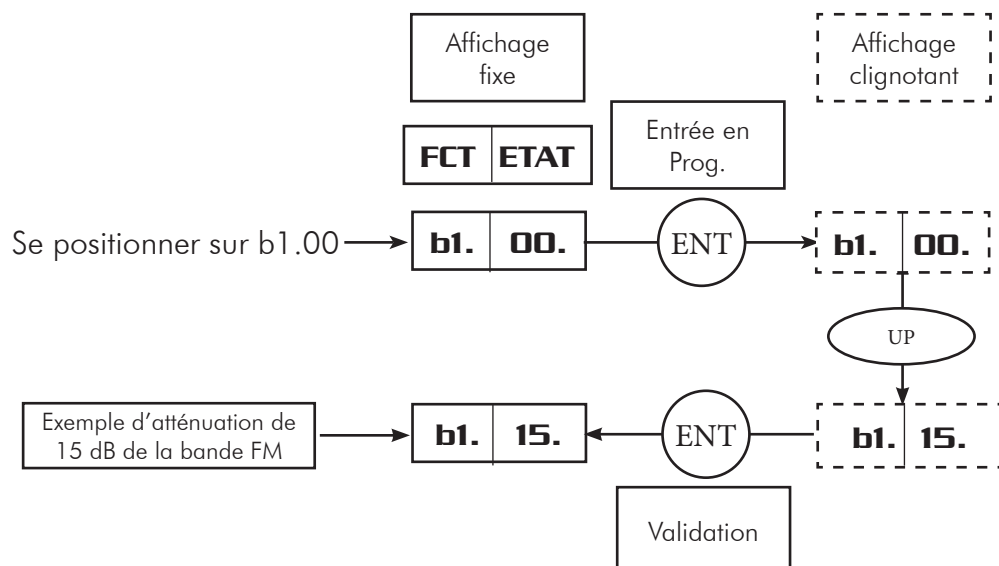 Affichage
fixe
Affichage
clignotant
FCT ETAT
Entrée en
Prog.
Se positionner sur b1.00
b1. 00.
ENT
b1. 00.
UP
Exemple d'atténuation de
15 dB de la bande FM
b1. 15.
ENT
b1. 15.
Validation